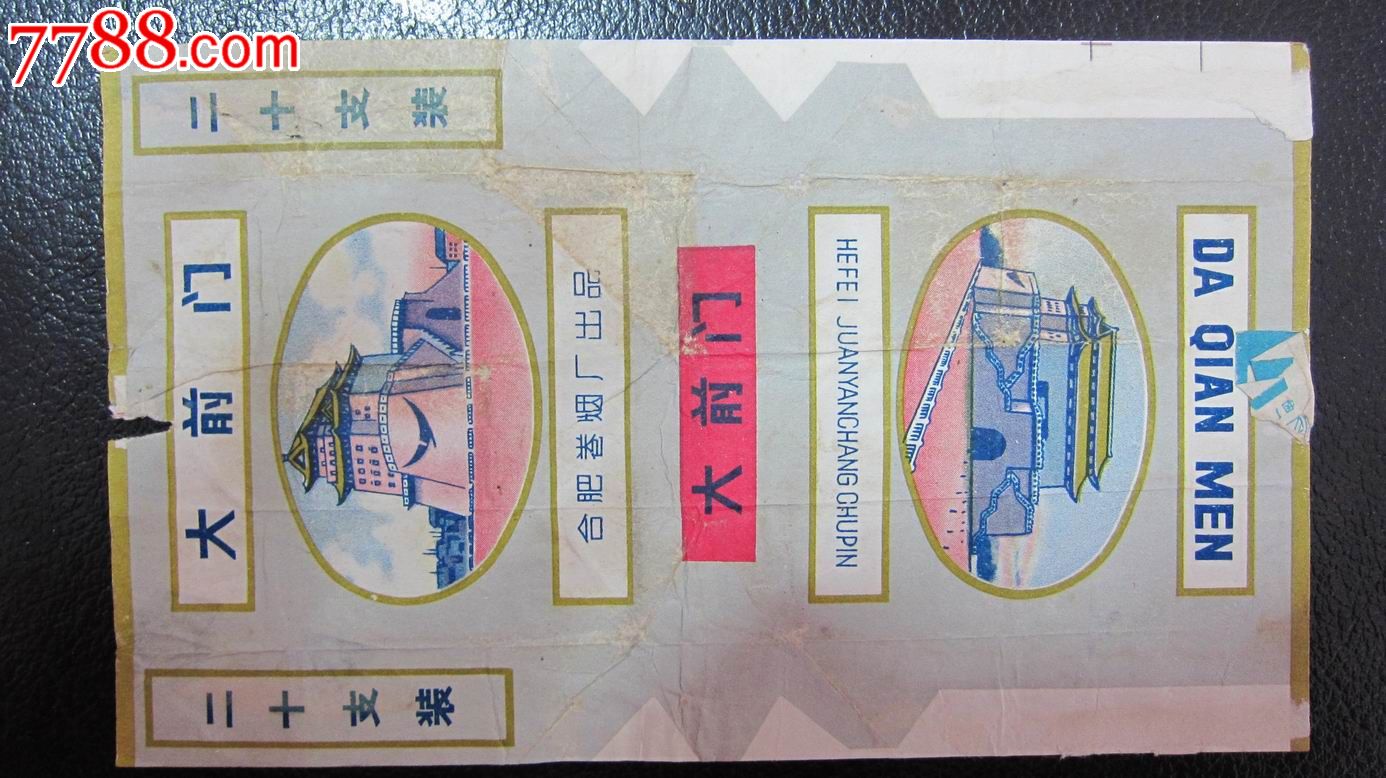 7788.com
二十支装
大前门
合肥卷烟厂出品
大前门
HEFEI JUANYANCHANG CHUPIN
DA QIAN MEN
二十支装